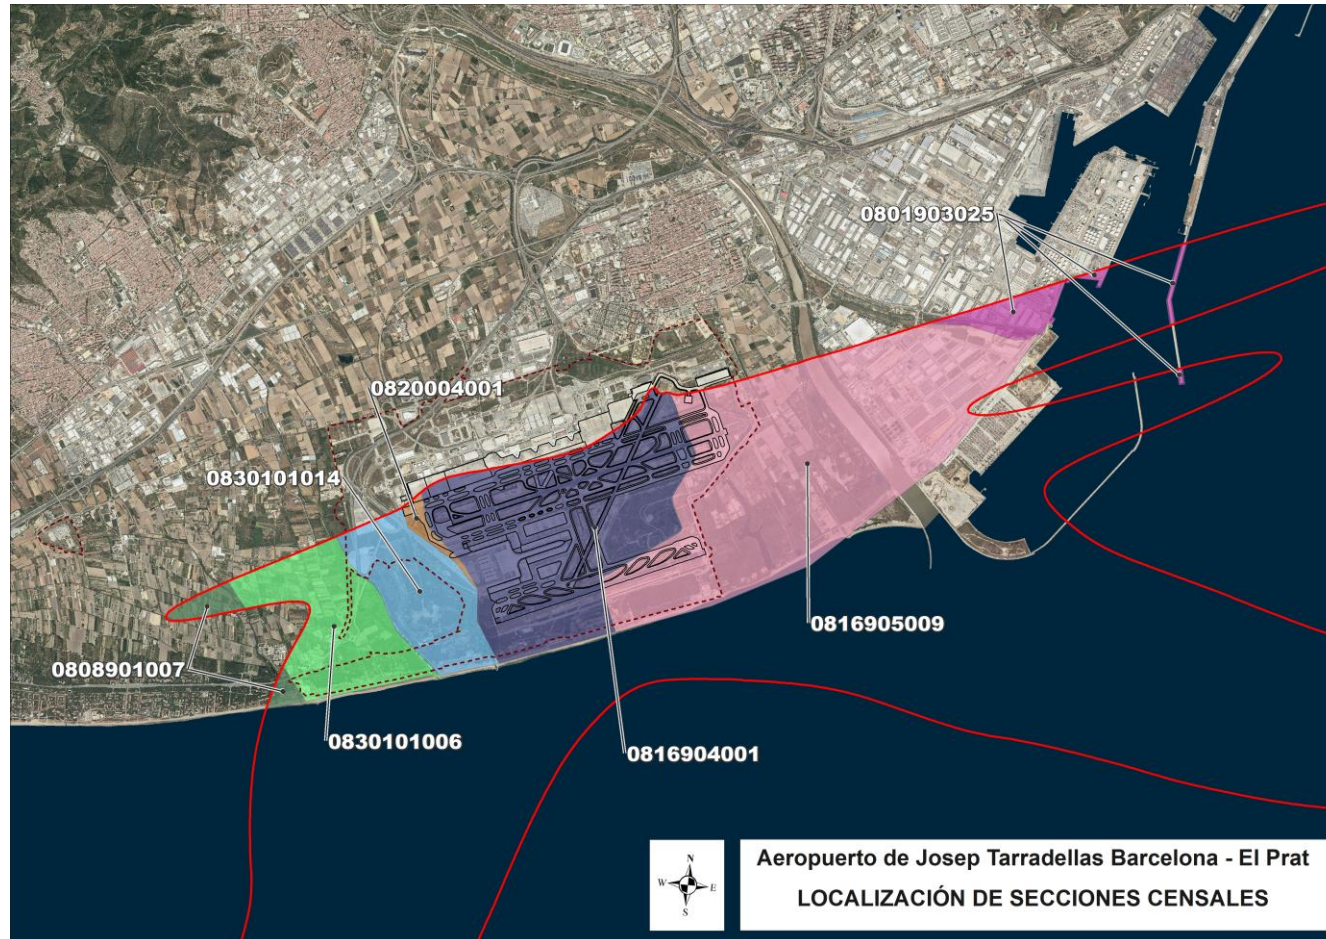 0801903025
0820004001
0830101014
0816905009
0808901007
0830101006
0816904001
N
W E
S
Aeropuerto de Josep Tarradellas Barcelona - El Prat
LOCALIZACIÓN DE SECCIONES CENSALES